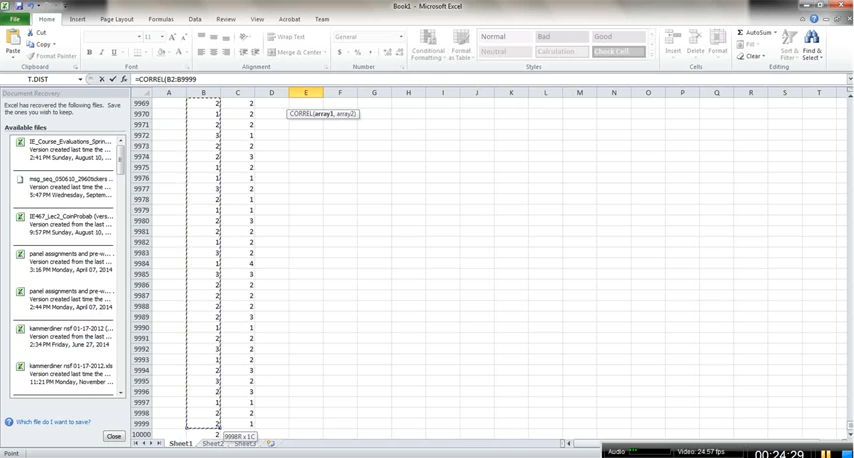 Book1 - Microsoft Excel
File Home Insert Page Layout Formulas Data Review View Acrobat Team
Cut
Copy
Format Painter
Paste
Clipboard
11
B I U
Font
Wrap Text
Merge & Center
Alignment
General
$ % ,
Number
Conditional Formatting
Format as Table
Normal Bad Good
Neutral Calculation Check Cell
Styles
Insert Delete Format
Cells
AutoSum
Fill
Clear
Sort & Filter
Find & Select
Editing
T.DIST
=CORREL(B2:B9999
Document Recovery
Excel has recovered the following files. Save the ones you wish to keep.
Available files
IE_Course_Evaluations_Sprin...
Version created last time the ...
2:41 PM Sunday, August 10, ...
msg_seq_050610_2960tickers
Version created from the last ...
5:47 PM Wednesday, Septem...
IE467_Lec2_CoinProbab (vers...
Version created from the last ...
9:57 PM Sunday, August 10, ...
panel assignments and pre-w...
Version created last time the ...
3:16 PM Monday, April 07, 2014
panel assignments and pre-w...
Version created last time the ...
2:44 PM Monday, April 07, 2014
kammerdiner nsf 01-17-2012 (...
Version created from the last ...
2:34 PM Friday, June 06, 2014
kammerdiner nsf 01-17-2012.xls
Version created last time the ...
11:21 PM Monday, November ...
Which file do I want to save?
Close
A B C D E F G H I J K L M N O P Q R S T
CORREL(array1, array2)
9969 2 2
9970 1 2
9971 2 2
9972 3 1
9973 2 2
9974 2 3
9975 1 2
9976 1 1
9977 3 2
9978 2 1
9979 1 1
9980 2 3
9981 2 2
9982 1 2
9983 3 2
9984 1 4
9985 3 3
9986 2 2
9987 2 2
9988 2 2
9989 2 3
9990 1 1
9991 2 2
9992 3 2
9993 1 2
9994 2 3
9995 3 2
9996 2 3
9997 1 1
9998 2 2
9999 2 1
10000 2
9998R x 1C
Sheet1 Sheet2 Sheet3
Point
Audio
Video: 24.57 fps
00:24:29